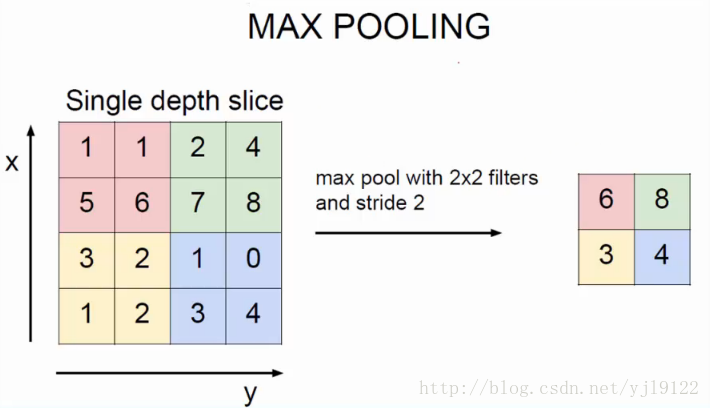 MAX POOLING
Single depth slice
x
1 1 2 4
5 6 7 8
3 2 1 0
1 2 3 4
y
max pool with 2x2 filters
and stride 2
6 8
3 4
http://blog.csdn.net/yjl9122